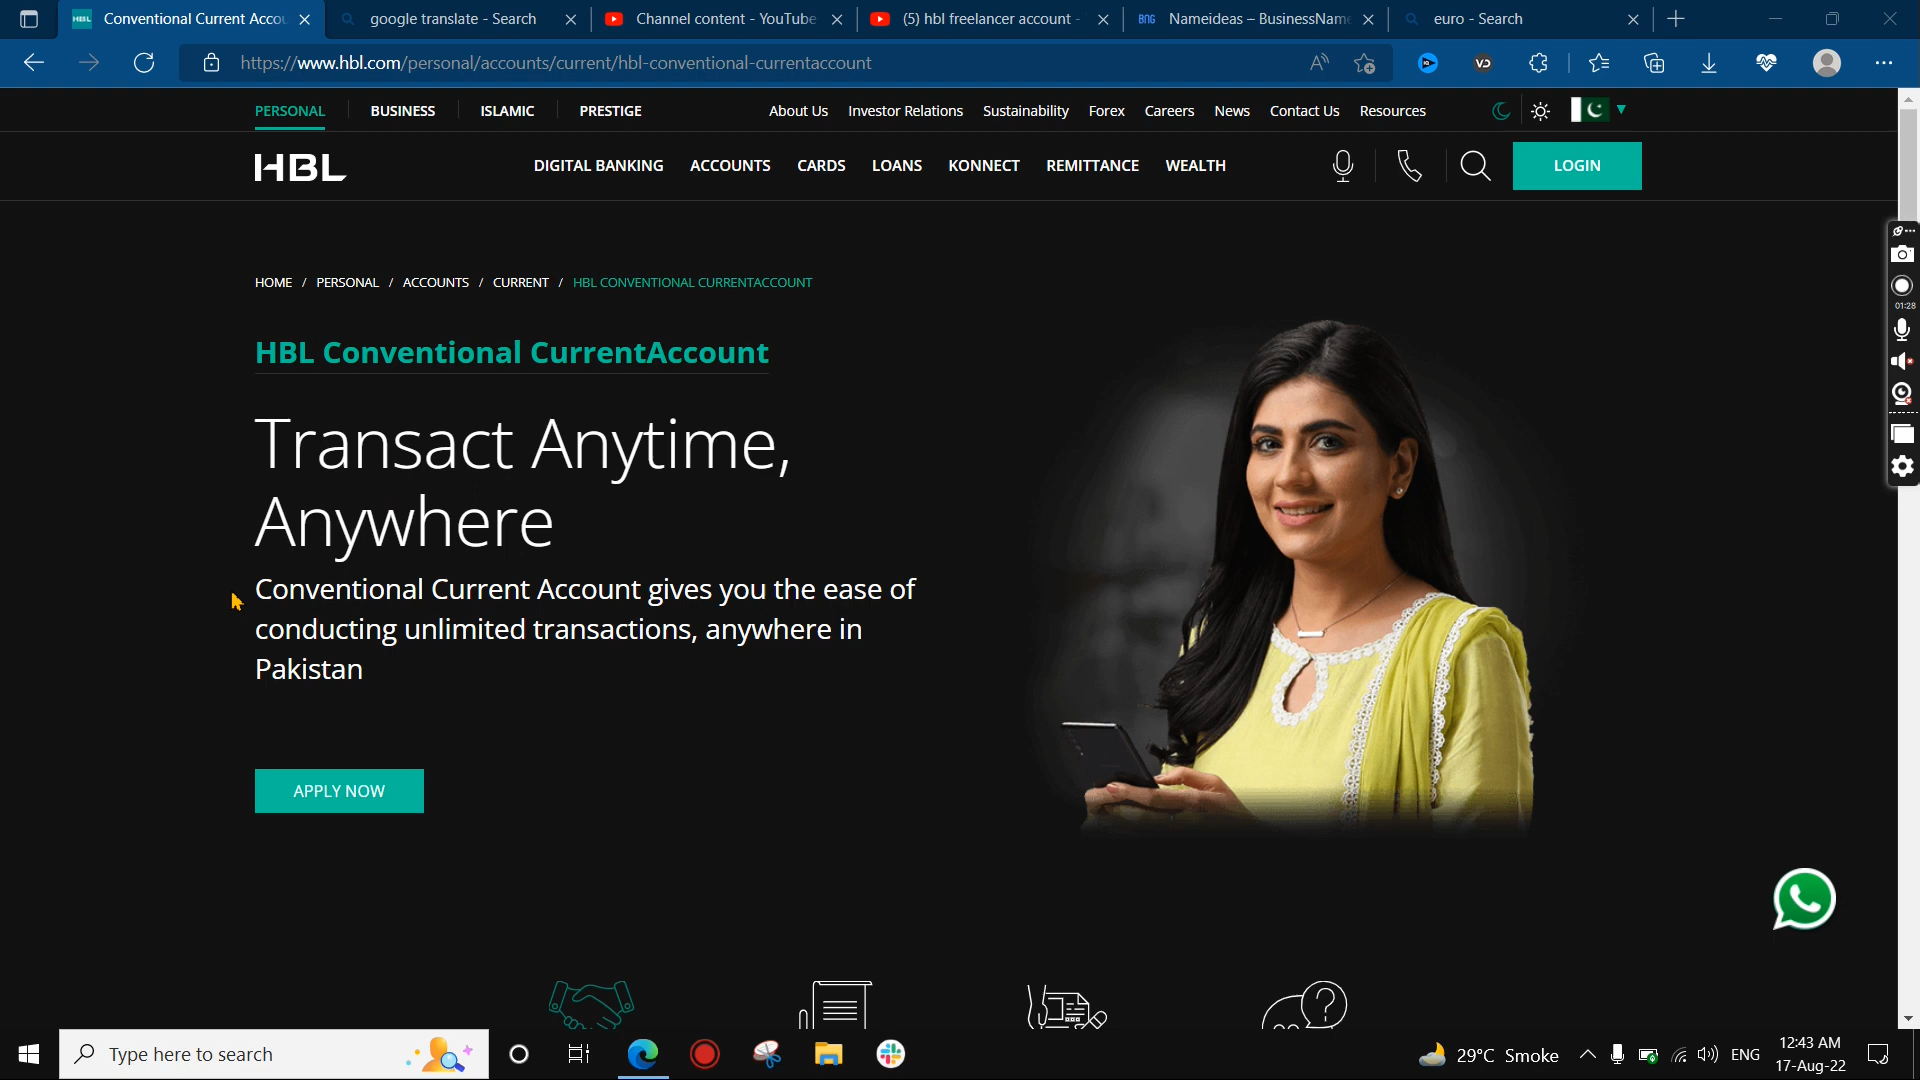 Conventional Current Accou
google translate - Search
Channel content - YouTube
(5) hbl freelancer account -
BNG Nameideas – BusinessName
euro - Search
https://www.hbl.com/personal/accounts/current/hbl-conventional-currentaccount
PERSONAL BUSINESS ISLAMIC PRESTIGE About Us Investor Relations Sustainability Forex Careers News Contact Us Resources
HBL DIGITAL BANKING ACCOUNTS CARDS LOANS KONNECT REMITTANCE WEALTH LOGIN
01:28
HOME / PERSONAL / ACCOUNTS / CURRENT / HBL CONVENTIONAL CURRENTACCOUNT
HBL Conventional CurrentAccount
Transact Anytime,
Anywhere
Conventional Current Account gives you the ease of
conducting unlimited transactions, anywhere in
Pakistan
APPLY NOW
Type here to search
29°C Smoke
ENG
12:43 AM
17-Aug-22